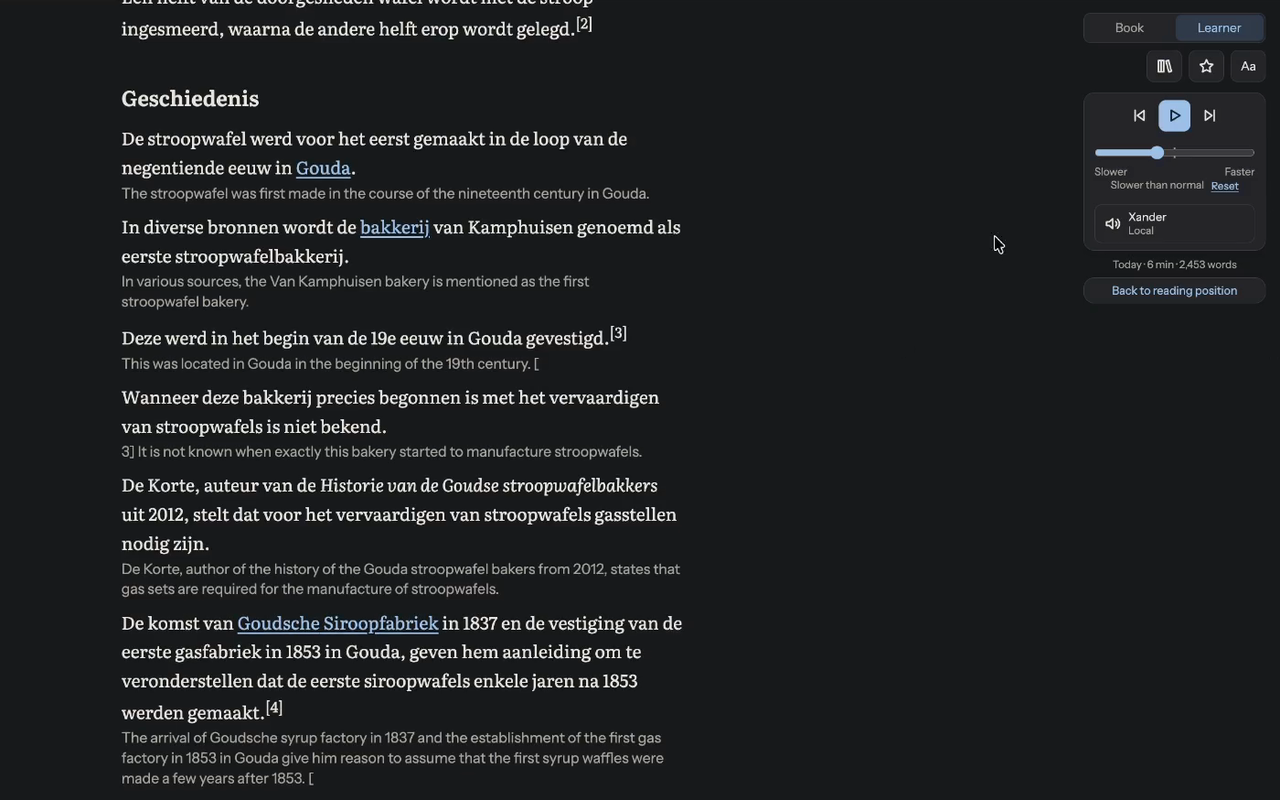 Een helft van de doorgesneden wafel wordt met de stroop
ingesmeerd, waarna de andere helft erop wordt gelegd.[2]
Geschiedenis
De stroopwafel werd voor het eerst gemaakt in de loop van de
negentiende eeuw in Gouda.
The stroopwafel was first made in the course of the nineteenth century in Gouda.
In diverse bronnen wordt de bakkerij van Kamphuisen genoemd als
eerste stroopwafelbakkerij.
In various sources, the Van Kamphuisen bakery is mentioned as the first
stroopwafel bakery.
Deze werd in het begin van de 19e eeuw in Gouda gevestigd.[3]
This was located in Gouda in the beginning of the 19th century. [
Wanneer deze bakkerij precies begonnen is met het vervaardigen
van stroopwafels is niet bekend.
3] It is not known when exactly this bakery started to manufacture stroopwafels.
De Korte, auteur van de Historie van de Goudse stroopwafelbakkers
uit 2012, stelt dat voor het vervaardigen van stroopwafels gasstellen
nodig zijn.
De Korte, author of the history of the Gouda stroopwafel bakers from 2012, states that
gas sets are required for the manufacture of stroopwafels.
De komst van Goudsche Siroopfabriek in 1837 en de vestiging van de
eerste gasfabriek in 1853 in Gouda, geven hem aanleiding om te
veronderstellen dat de eerste siroopwafels enkele jaren na 1853
werden gemaakt.[4]
The arrival of Goudsche syrup factory in 1837 and the establishment of the first gas
factory in 1853 in Gouda give him reason to assume that the first syrup waffles were
made a few years after 1853. [
Book Learner
Aa
Slower Faster
Slower than normal Reset
Xander
Local
Today · 6 min · 2,453 words
Back to reading position